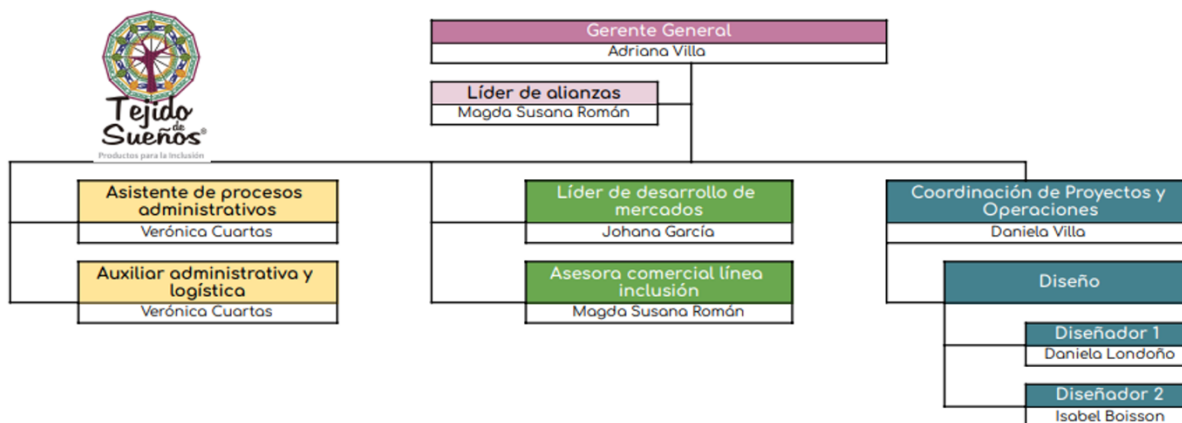 Tejido
de
Sueños®
Productos para la Inclusión
Gerente General
Adriana Villa
Líder de alianzas
Magda Susana Román
Asistente de procesos
administrativos
Verónica Cuartas
Auxiliar administrativa y
logística
Verónica Cuartas
Líder de desarrollo de
mercados
Johana García
Asesora comercial línea
inclusión
Magda Susana Román
Coordinación de Proyectos y
Operaciones
Daniela Villa
Diseño
Diseñador 1
Daniela Londoño
Diseñador 2
Isabel Boisson